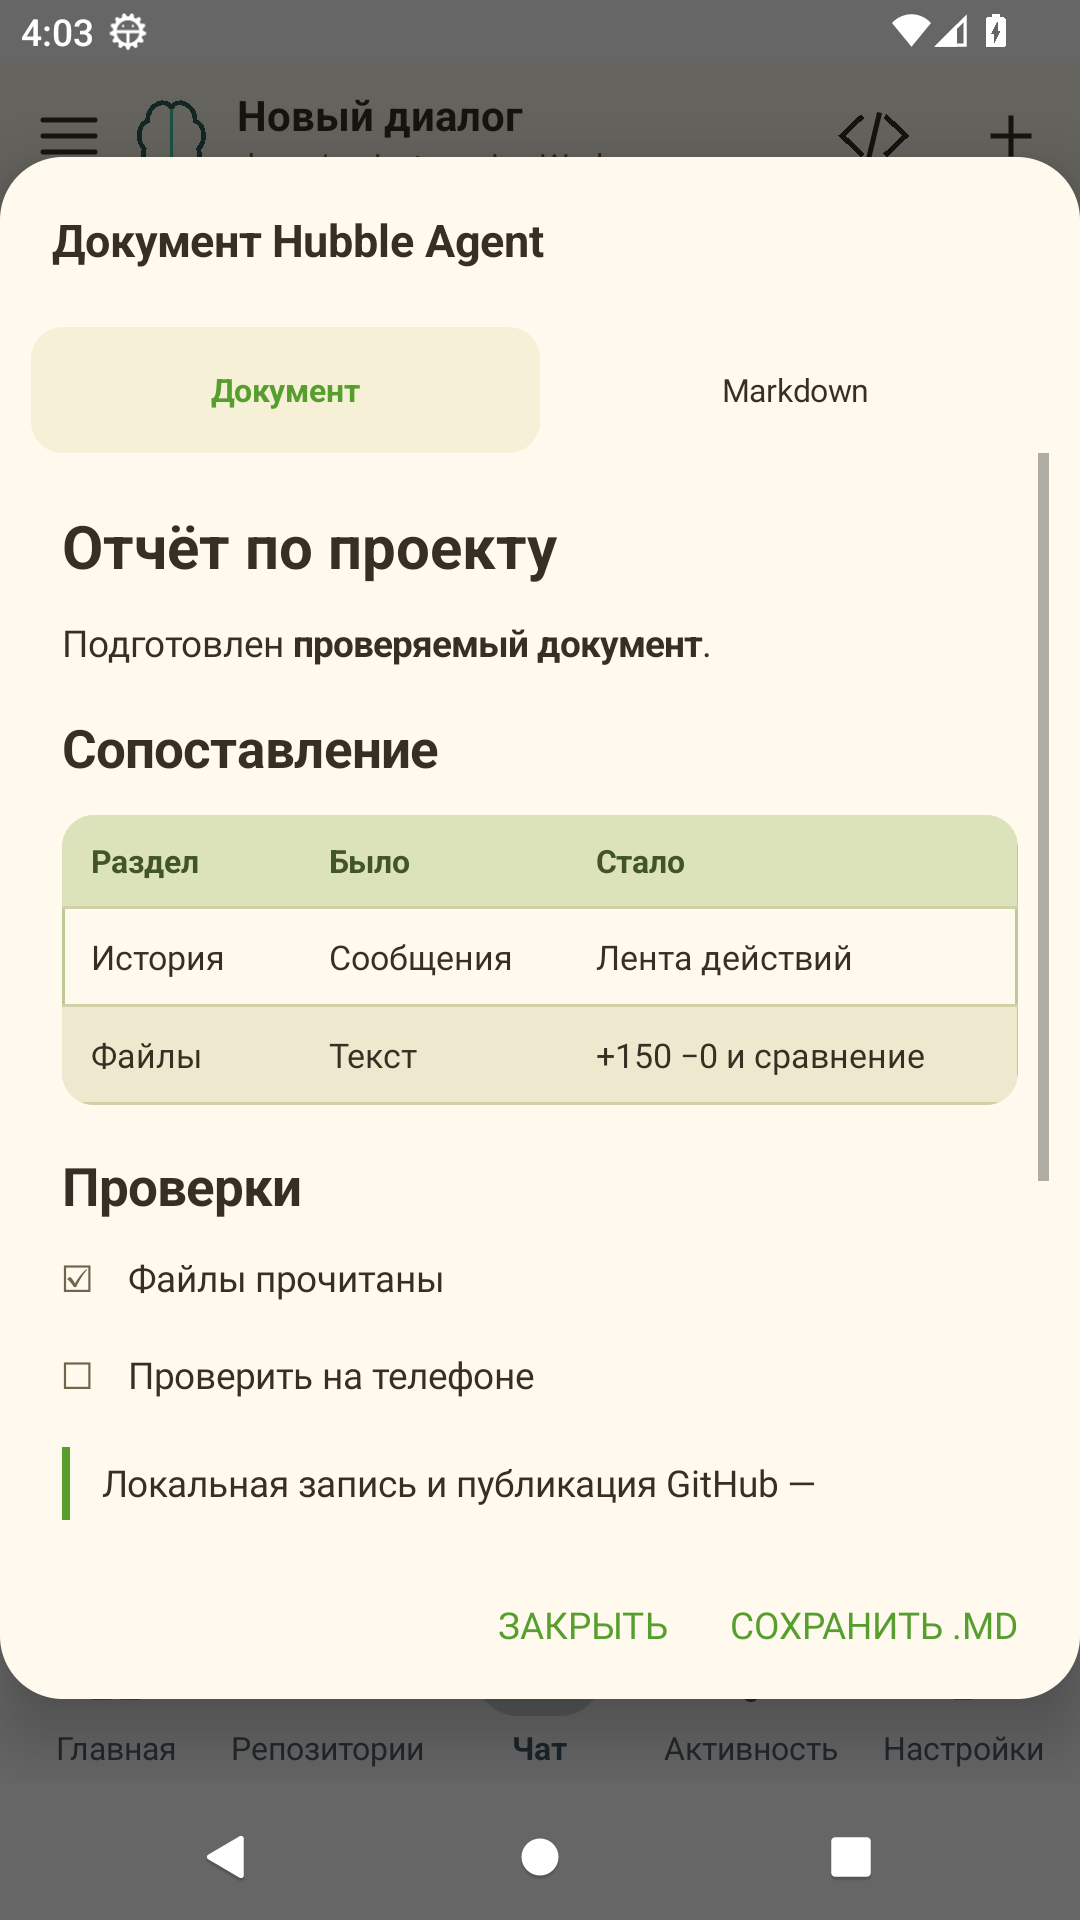 4:03
Новый диалог
Документ Hubble Agent
Документ
Markdown
Отчёт по проекту
Подготовлен проверяемый документ.
Сопоставление
Раздел Было Стало
История Сообщения Лента действий
Файлы Текст +150 −0 и сравнение
Проверки
☑ Файлы прочитаны
☐ Проверить на телефоне
Локальная запись и публикация GitHub —
ЗАКРЫТЬ СОХРАНИТЬ .MD
Главная Репозитории Чат Активность Настройки